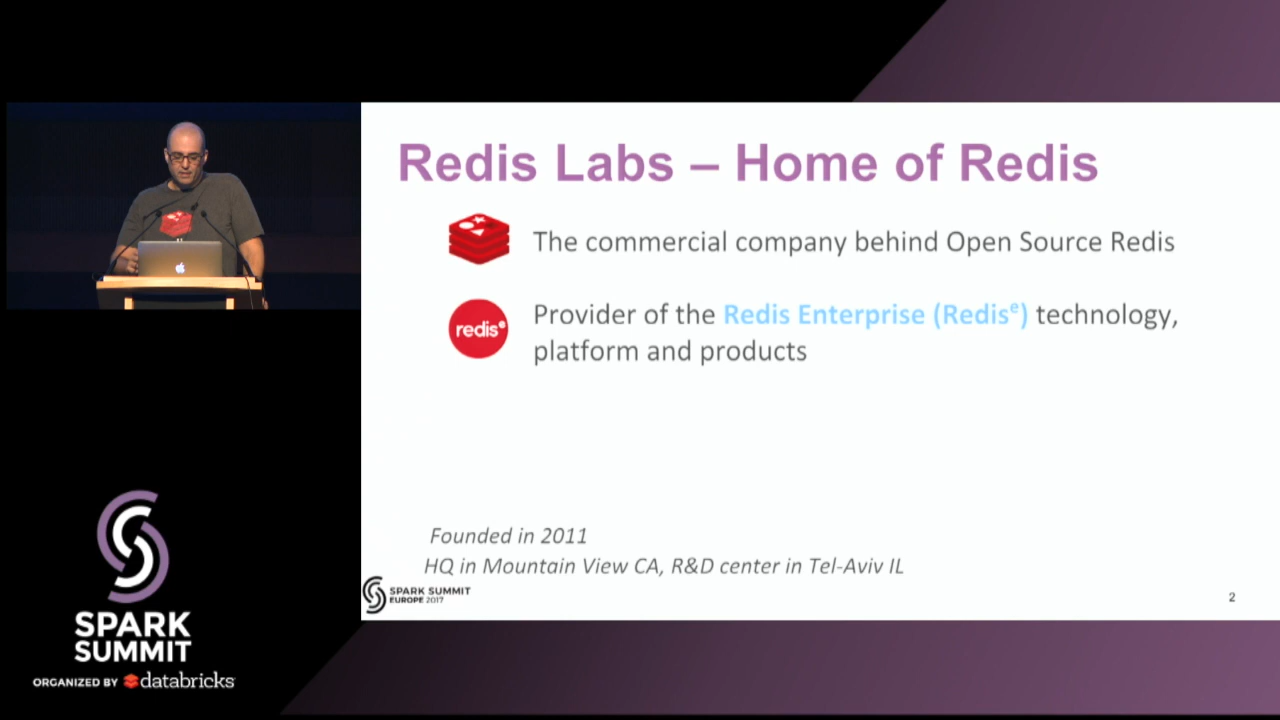 Redis Labs – Home of Redis
The commercial company behind Open Source Redis
redisᵉ
Provider of the Redis Enterprise (Redisᵉ) technology,
platform and products
Founded in 2011
HQ in Mountain View CA, R&D center in Tel-Aviv IL
SPARK SUMMIT
EUROPE 2017
2
SPARK
SUMMIT
ORGANIZED BY databricks